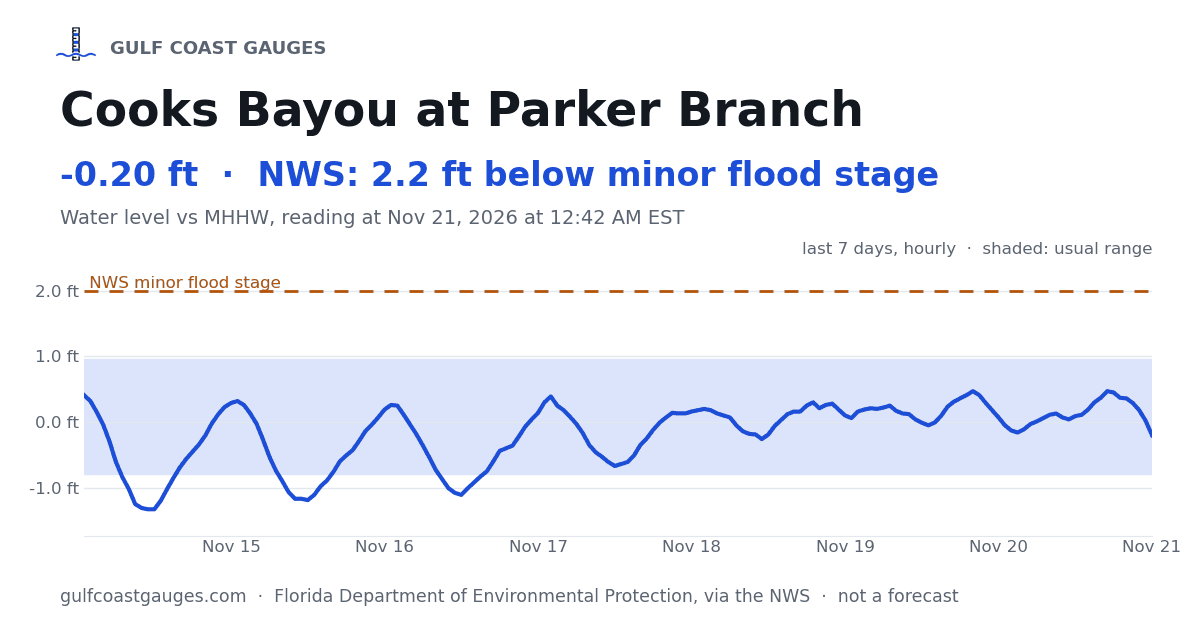 GULF COAST GAUGES
Cooks Bayou at Parker Branch
-0.20 ft · NWS: 2.2 ft below minor flood stage
Water level vs MHHW, reading at Nov 21, 2026 at 12:42 AM EST
last 7 days, hourly · shaded: usual range
NWS minor flood stage
2.0 ft
1.0 ft
0.0 ft
-1.0 ft
Nov 15 Nov 16 Nov 17 Nov 18 Nov 19 Nov 20 Nov 21
gulfcoastgauges.com · Florida Department of Environmental Protection, via the NWS · not a forecast